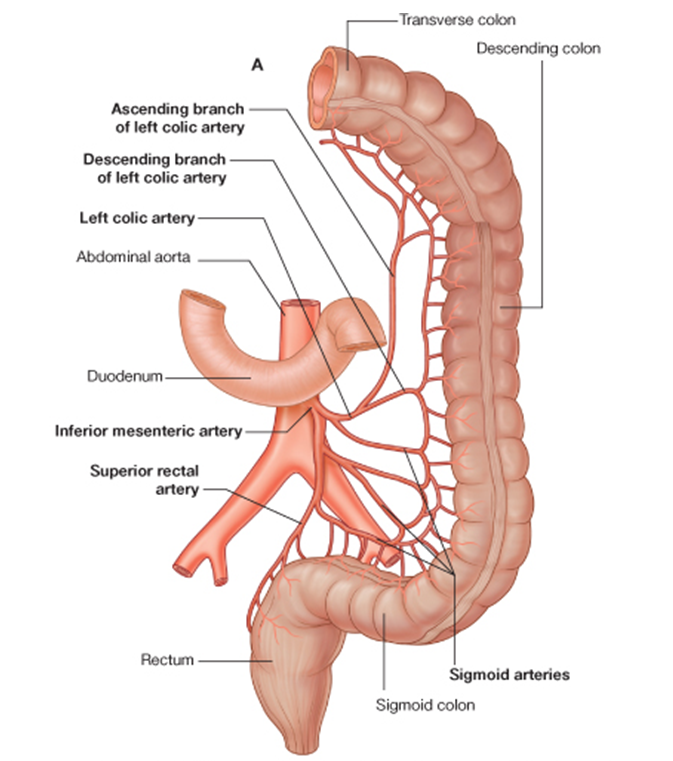 Transverse colon
Descending colon
A
Ascending branch
of left colic artery
Descending branch
of left colic artery
Left colic artery
Abdominal aorta
Duodenum
Inferior mesenteric artery
Superior rectal
artery
Rectum
Sigmoid arteries
Sigmoid colon